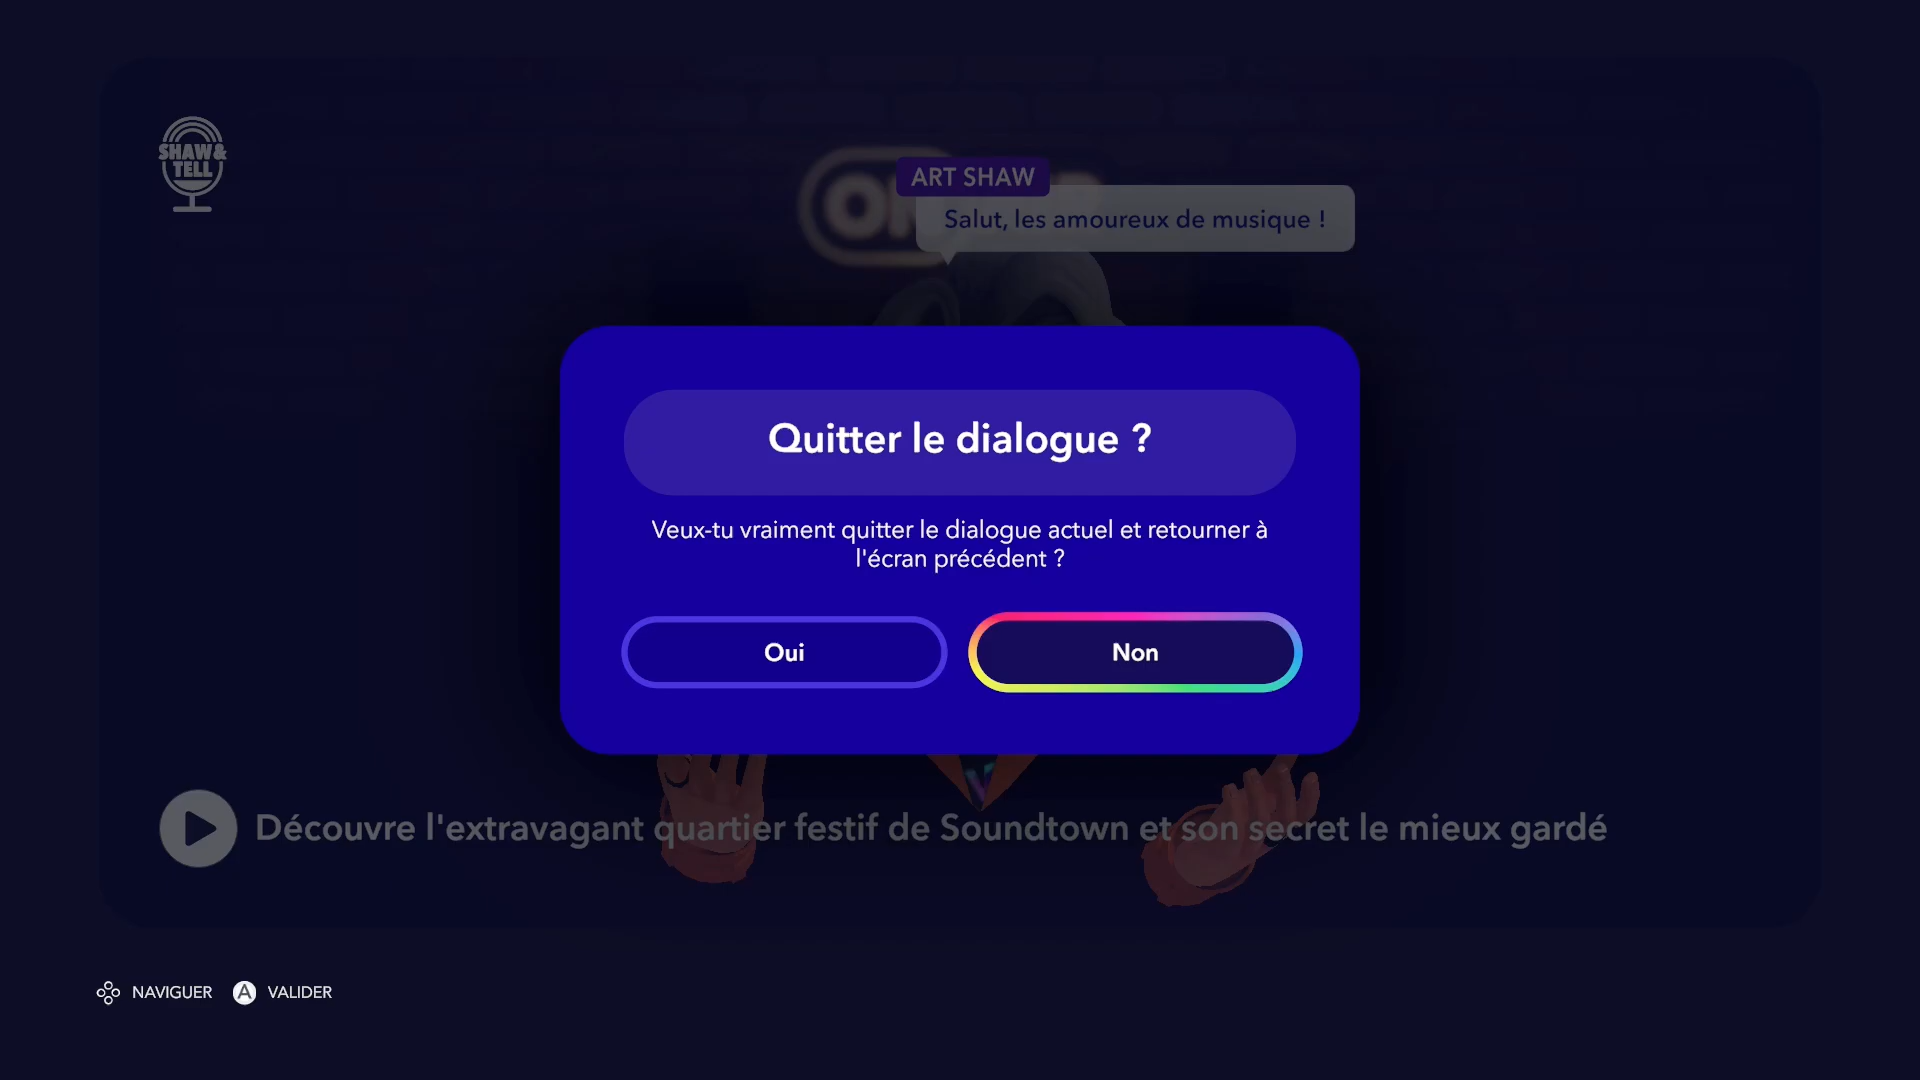 SHAW&
TELL
ART SHAW
Salut, les amoureux de musique !
Quitter le dialogue ?
Veux-tu vraiment quitter le dialogue actuel et retourner à
l'écran précédent ?
Oui
Non
Découvre l'extravagant quartier festif de Soundtown et son secret le mieux gardé
NAVIGUER
A VALIDER